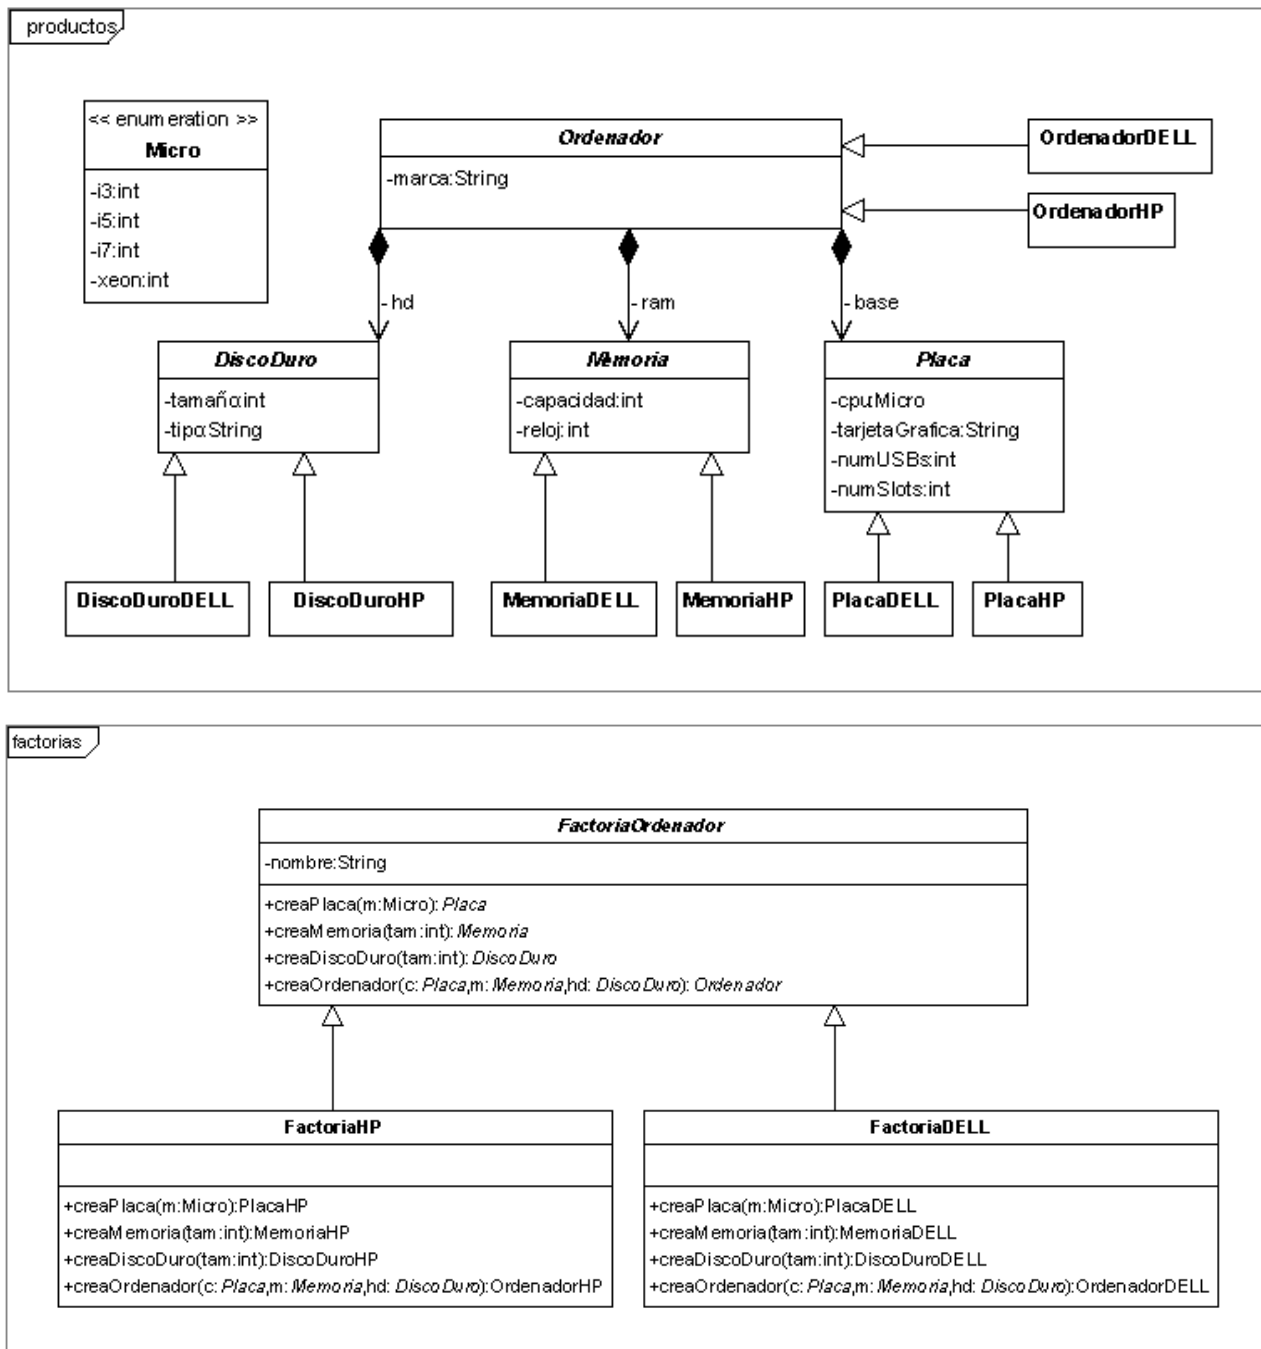 productos
<< enumeration >>
Micro
-i3:int
-i5:int
-i7:int
-xeon:int
Ordenador
-marca:String
OrdenadorDELL
OrdenadorHP
- hd
- ram
- base
DiscoDuro
-tamaño:int
-tipo:String
Memoria
-capacidad:int
-reloj:int
Placa
-cpu:Micro
-tarjetaGrafica:String
-numUSBs:int
-numSlots:int
DiscoDuroDELL
DiscoDuroHP
MemoriaDELL
MemoriaHP
PlacaDELL
PlacaHP
factorias
FactoriaOrdenador
-nombre:String
+creaPlaca(m:Micro): Placa
+creaMemoria(tam:int): Memoria
+creaDiscoDuro(tam:int): DiscoDuro
+creaOrdenador(c: Placa,m: Memoria,hd: DiscoDuro): Ordenador
FactoriaHP
+creaPlaca(m:Micro):PlacaHP
+creaMemoria(tam:int):MemoriaHP
+creaDiscoDuro(tam:int):DiscoDuroHP
+creaOrdenador(c: Placa,m: Memoria,hd: DiscoDuro):OrdenadorHP
FactoriaDELL
+creaPlaca(m:Micro):PlacaDELL
+creaMemoria(tam:int):MemoriaDELL
+creaDiscoDuro(tam:int):DiscoDuroDELL
+creaOrdenador(c: Placa,m: Memoria,hd: DiscoDuro):OrdenadorDELL